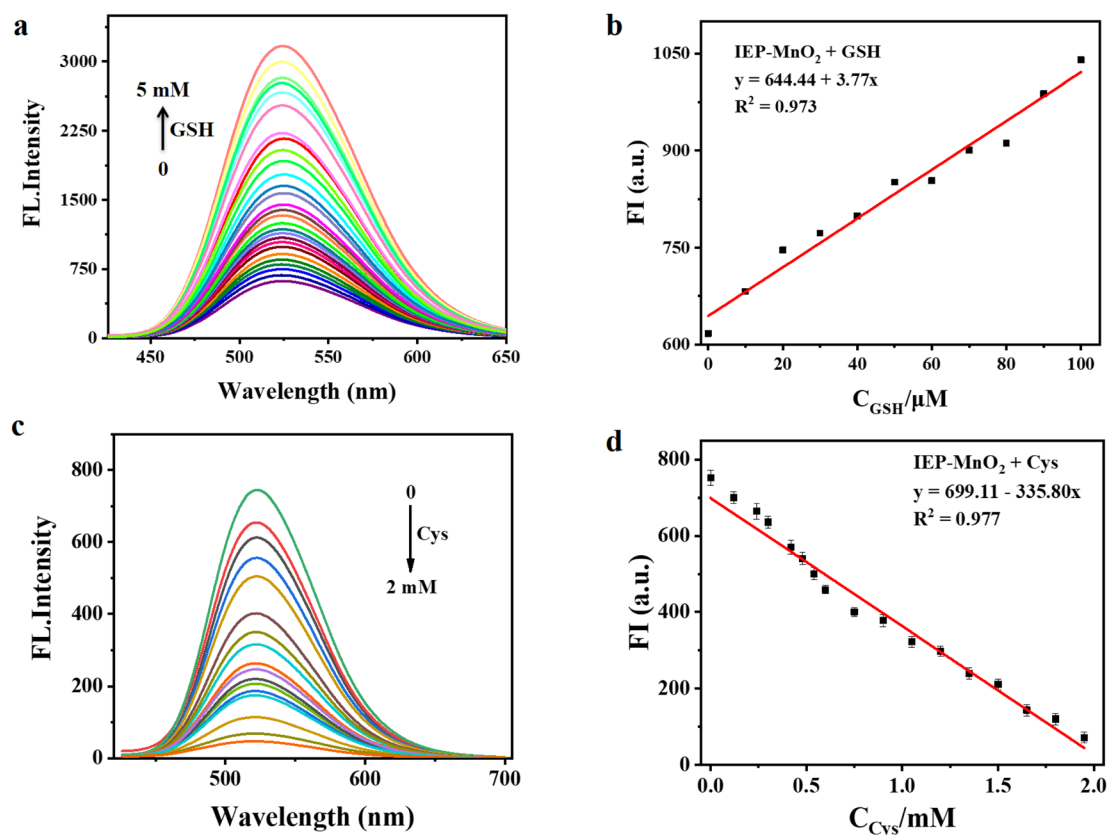 a
FL.Intensity
3000
2250
1500
750
0
5 mM
GSH
0
450
500
550
600
650
Wavelength (nm)
b
FI (a.u.)
1050
900
750
600
IEP-MnO₂ + GSH
y = 644.44 + 3.77x
R² = 0.973
0
20
40
60
80
100
C_GSH/μM
c
FL.Intensity
800
600
400
200
0
0
Cys
2 mM
500
600
700
Wavelength (nm)
d
FI (a.u.)
800
600
400
200
0
IEP-MnO₂ + Cys
y = 699.11 - 335.80x
R² = 0.977
0.0
0.5
1.0
1.5
2.0
C_Cys/mM